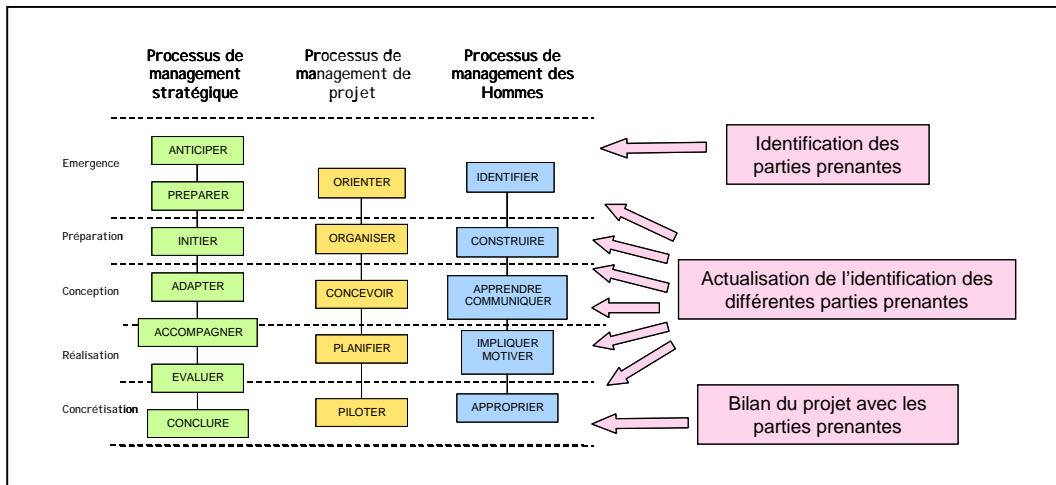 Processus de
management
stratégique
Processus de
management de
projet
Processus de
management des
Hommes
Emergence
ANTICIPER
PREPARER
ORIENTER
IDENTIFIER
Identification des
parties prenantes
Préparation
INITIER
ORGANISER
CONSTRUIRE
Conception
ADAPTER
CONCEVOIR
APPRENDRE
COMMUNIQUER
Actualisation de l’identification des
différentes parties prenantes
Réalisation
ACCOMPAGNER
EVALUER
PLANIFIER
IMPLIQUER
MOTIVER
Concrétisation
CONCLURE
PILOTER
APPROPRIER
Bilan du projet avec les
parties prenantes